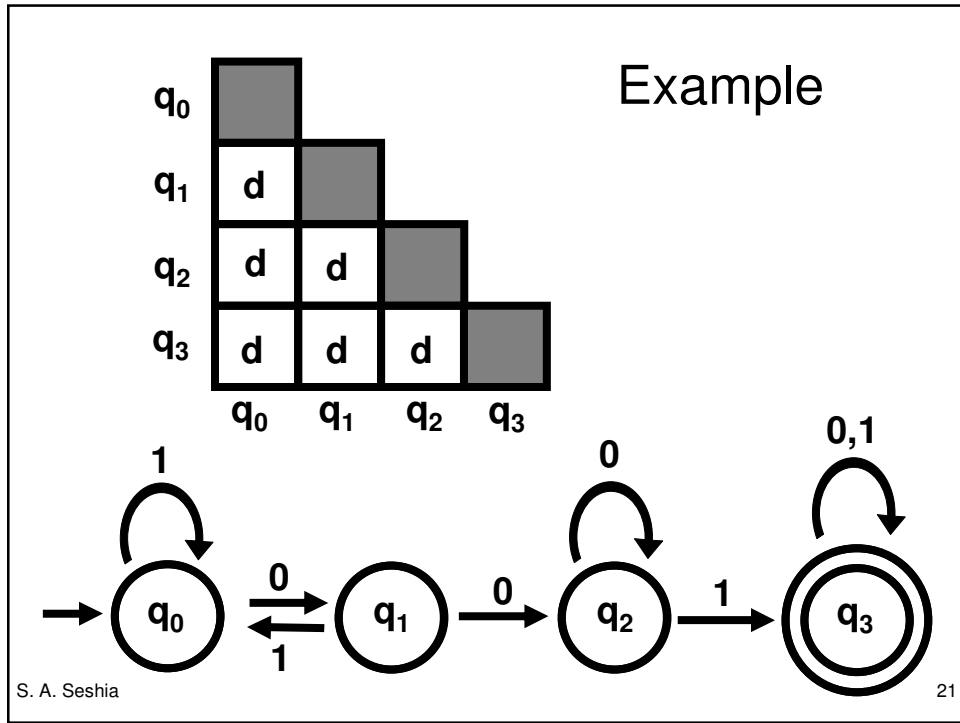 Example
q0
q1 d
q2 d d
q3 d d d
q0 q1 q2 q3
1 0 0,1
q0 0 1 q1 0 q2 1 q3
S. A. Seshia 21